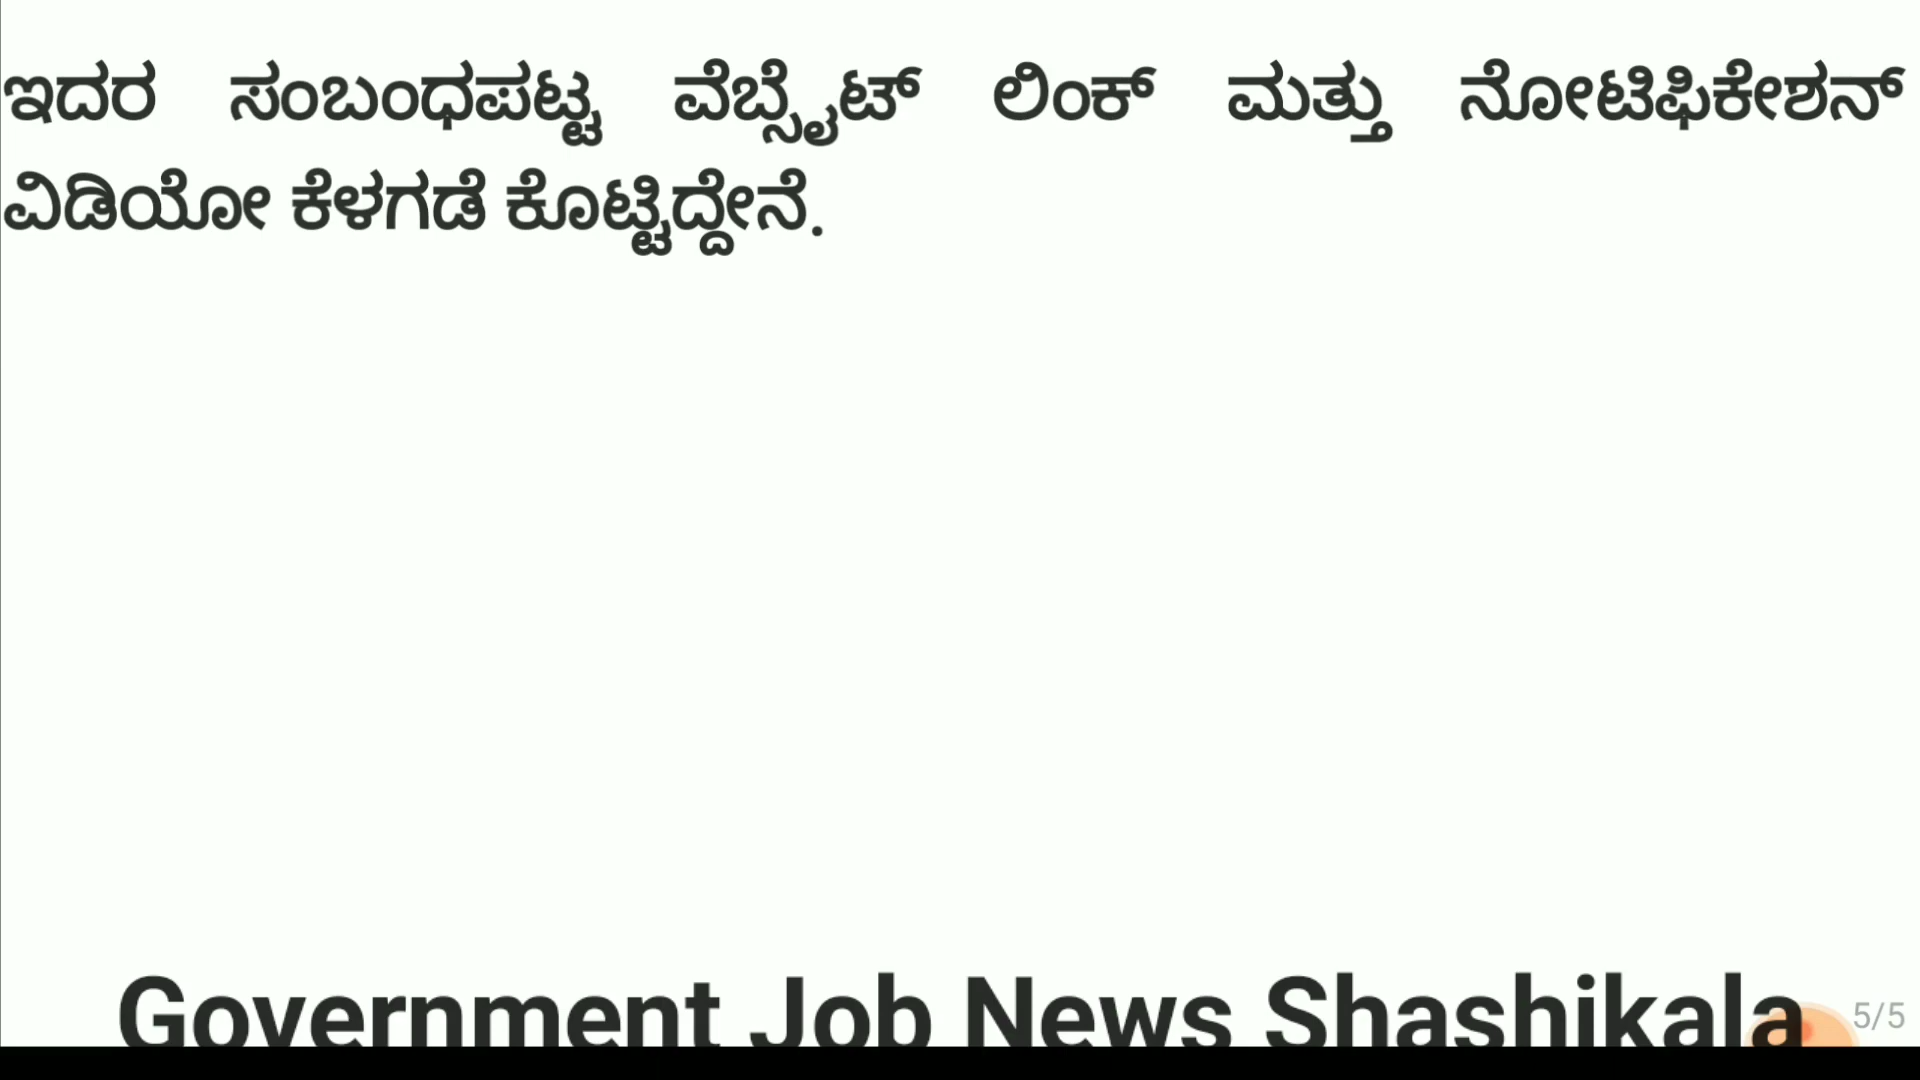 ಇದರ ಸಂಬಂಧಪಟ್ಟ ವೆಬ್ಸೈಟ್ ಲಿಂಕ್ ಮತ್ತು ನೋಟಿಫಿಕೇಶನ್
ವಿಡಿಯೋ ಕೆಳಗಡೆ ಕೊಟ್ಟಿದ್ದೇನೆ.
Government Job News Shashikala
5/5